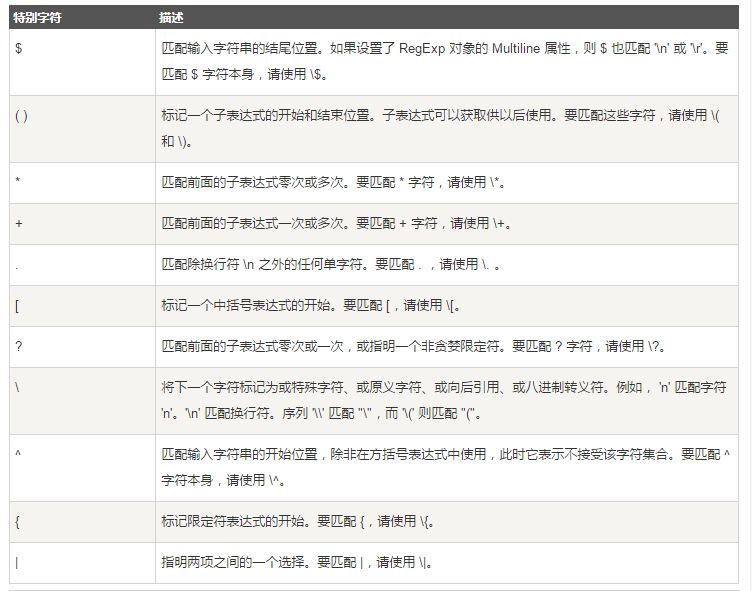 特别字符 描述
$ 匹配输入字符串的结尾位置。如果设置了 RegExp 对象的 Multiline 属性，则 $ 也匹配 '\n' 或 '\r'。要
匹配 $ 字符本身，请使用 \$。
( ) 标记一个子表达式的开始和结束位置。子表达式可以获取供以后使用。要匹配这些字符，请使用 \(
和 \)。
* 匹配前面的子表达式零次或多次。要匹配 * 字符，请使用 \*。
+ 匹配前面的子表达式一次或多次。要匹配 + 字符，请使用 \+。
. 匹配除换行符 \n 之外的任何单字符。要匹配 . ，请使用 \. 。
[ 标记一个中括号表达式的开始。要匹配 [，请使用 \[。
? 匹配前面的子表达式零次或一次，或指明一个非贪婪限定符。要匹配 ? 字符，请使用 \?。
\ 将下一个字符标记为或特殊字符、或原义字符、或向后引用、或八进制转义符。例如， 'n' 匹配字符
'n'。'\n' 匹配换行符。序列 '\\' 匹配 "\"，而 '\(' 则匹配 "("。
^ 匹配输入字符串的开始位置，除非在方括号表达式中使用，此时它表示不接受该字符集合。要匹配 ^
字符本身，请使用 \^。
{ 标记限定符表达式的开始。要匹配 {，请使用 \{。
| 指明两项之间的一个选择。要匹配 |，请使用 \|。